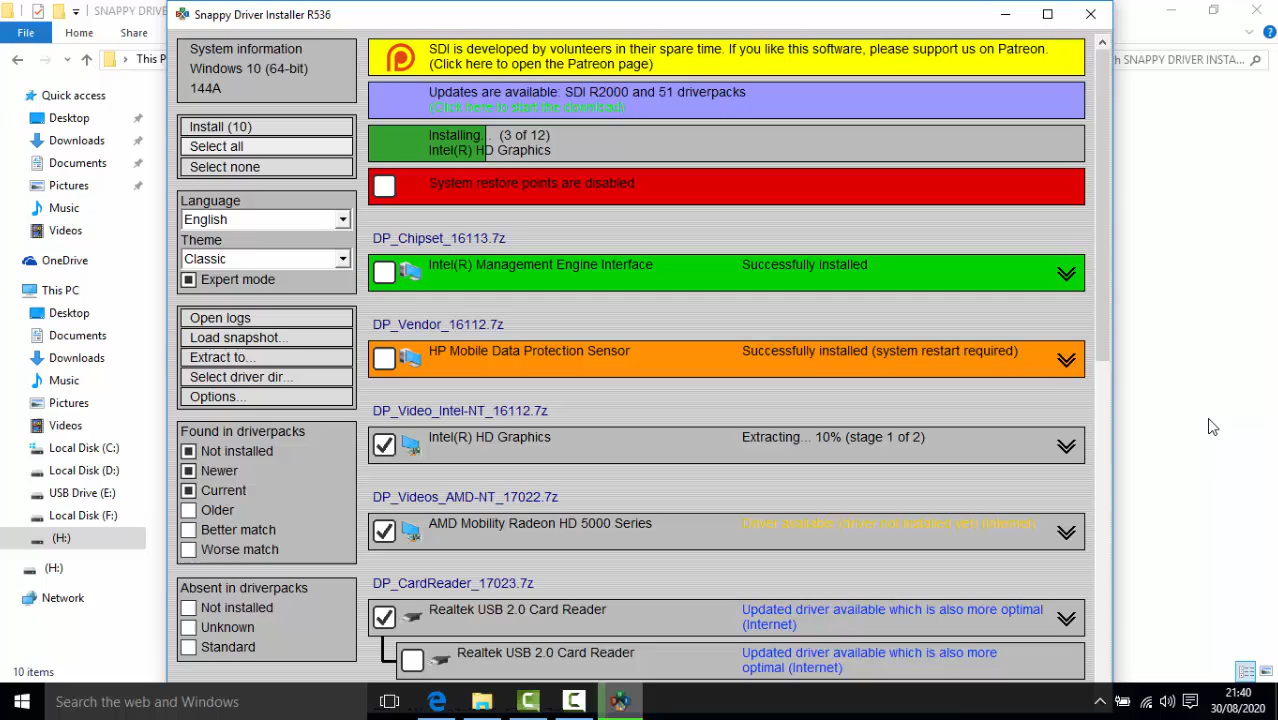 SNAPPY DRIVER
Snappy Driver Installer R536
File
Home
Share
This P
SNAPPY DRIVER INSTA...
Quick access
Desktop
Downloads
Documents
Pictures
Music
Videos
OneDrive
This PC
Desktop
Documents
Downloads
Music
Pictures
Videos
Local Disk (C:)
Local Disk (D:)
USB Drive (E:)
Local Disk (F:)
(H:)
(H:)
Network
10 items
System information
Windows 10 (64-bit)
144A
Install (10)
Select all
Select none
Language
English
Theme
Classic
Expert mode
Open logs
Load snapshot...
Extract to...
Select driver dir...
Options...
Found in driverpacks
Not installed
Newer
Current
Older
Better match
Worse match
Absent in driverpacks
Not installed
Unknown
Standard
SDI is developed by volunteers in their spare time. If you like this software, please support us on Patreon.
(Click here to open the Patreon page)
Updates are available: SDI R2000 and 51 driverpacks
(Click here to start the download)
Installing... (3 of 12)
Intel(R) HD Graphics
System restore points are disabled
DP_Chipset_16113.7z
Intel(R) Management Engine Interface Successfully installed
DP_Vendor_16112.7z
HP Mobile Data Protection Sensor Successfully installed (system restart required)
DP_Video_Intel-NT_16112.7z
Intel(R) HD Graphics Extracting... 10% (stage 1 of 2)
DP_Videos_AMD-NT_17022.7z
AMD Mobility Radeon HD 5000 Series Driver available (driver not installed yet) (Internet)
DP_CardReader_17023.7z
Realtek USB 2.0 Card Reader Updated driver available which is also more optimal
(Internet)
Realtek USB 2.0 Card Reader Updated driver available which is also more
optimal (Internet)
Search the web and Windows
21:40
30/08/2020